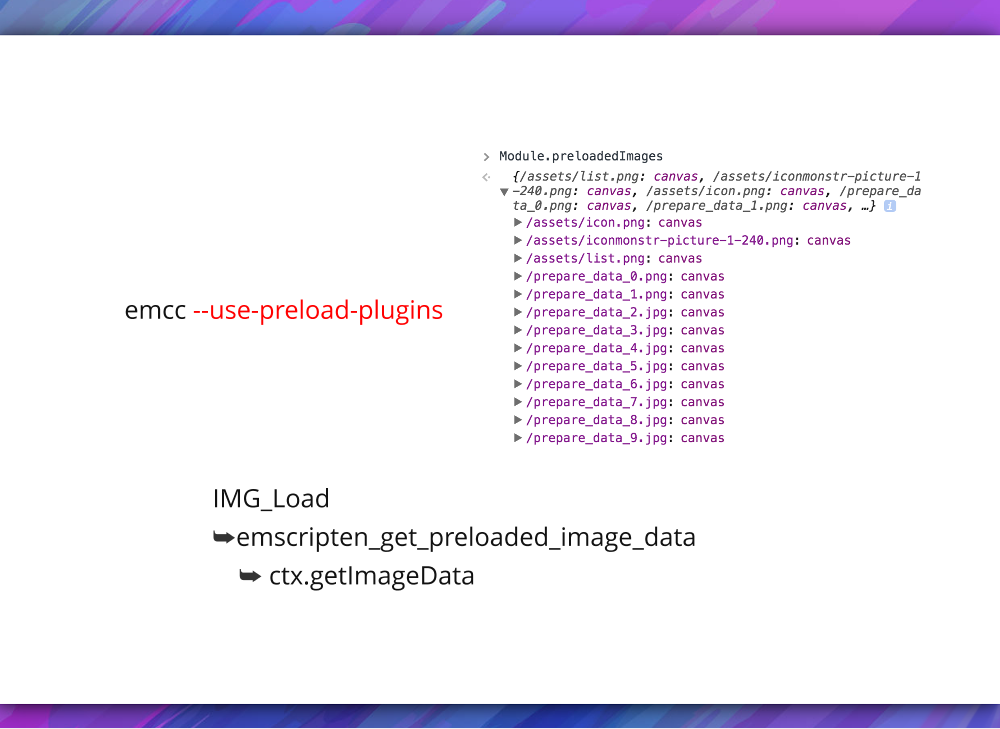 > Module.preloadedImages
{/assets/list.png: canvas, /assets/iconmonstr-picture-1
-240.png: canvas, /assets/icon.png: canvas, /prepare_da
ta_0.png: canvas, /prepare_data_1.png: canvas, …} i
/assets/icon.png: canvas
/assets/iconmonstr-picture-1-240.png: canvas
/assets/list.png: canvas
/prepare_data_0.png: canvas
/prepare_data_1.png: canvas
/prepare_data_2.jpg: canvas
/prepare_data_3.jpg: canvas
/prepare_data_4.jpg: canvas
/prepare_data_5.jpg: canvas
/prepare_data_6.jpg: canvas
/prepare_data_7.jpg: canvas
/prepare_data_8.jpg: canvas
/prepare_data_9.jpg: canvas
emcc --use-preload-plugins
IMG_Load
➥emscripten_get_preloaded_image_data
➥ ctx.getImageData